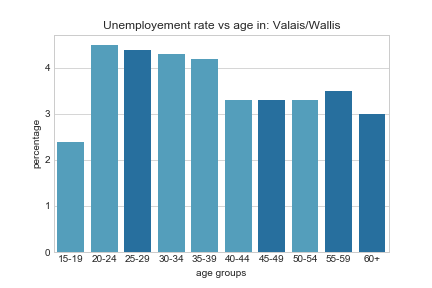 Unemployement rate vs age in: Valais/Wallis
percentage
4
3
2
1
0
15-19 20-24 25-29 30-34 35-39 40-44 45-49 50-54 55-59 60+
age groups